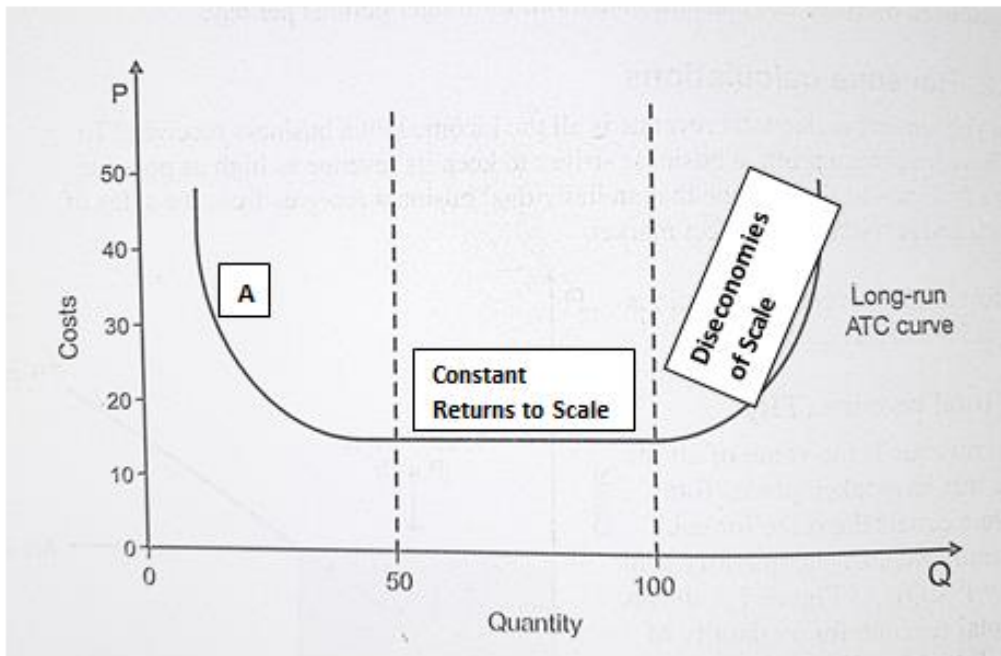 P
50
40
30
20
10
0
Costs
A
Constant
Returns to Scale
Diseconomies
of Scale
Long-run
ATC curve
0
50
100
Q
Quantity